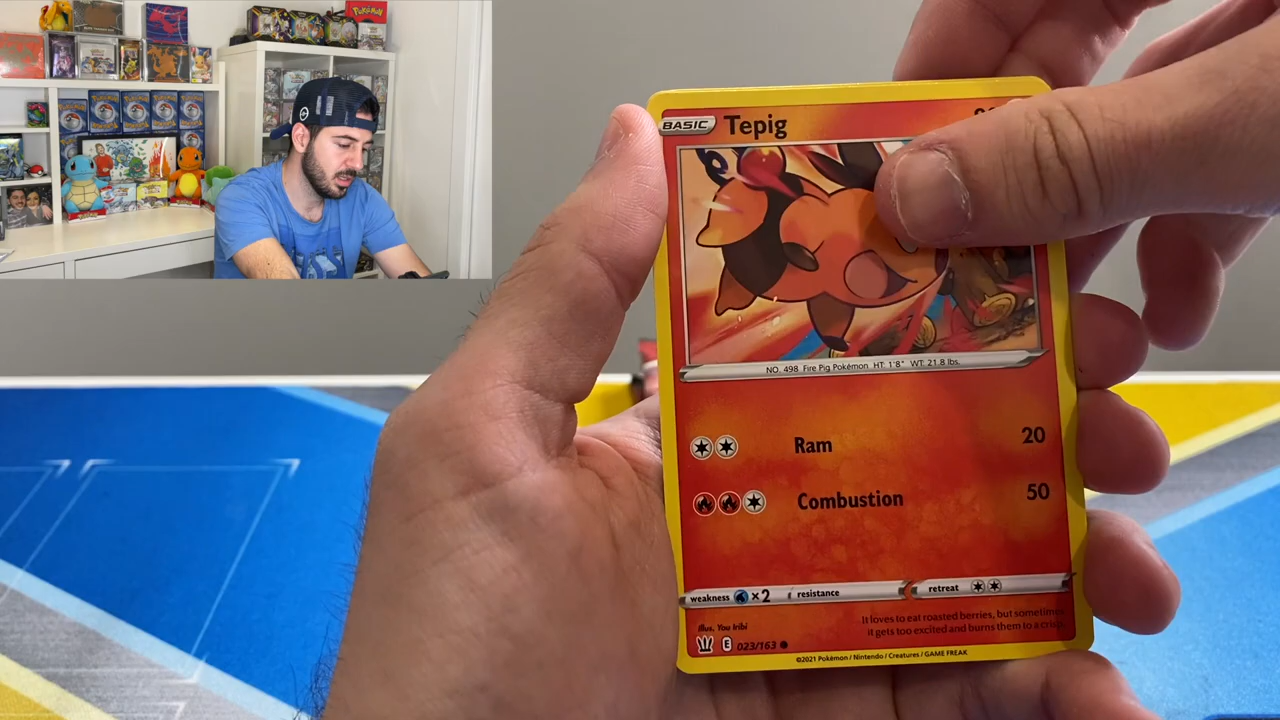 POKéMON
BASIC Tepig
NO. 498 Fire Pig Pokémon HT: 1'8" WT: 21.8 lbs.
Ram 20
Combustion 50
weakness ×2 resistance retreat
Illus. You Iribi
It loves to eat roasted berries, but sometimes
it gets too excited and burns them to a crisp.
E 023/163
©2021 Pokémon / Nintendo / Creatures / GAME FREAK